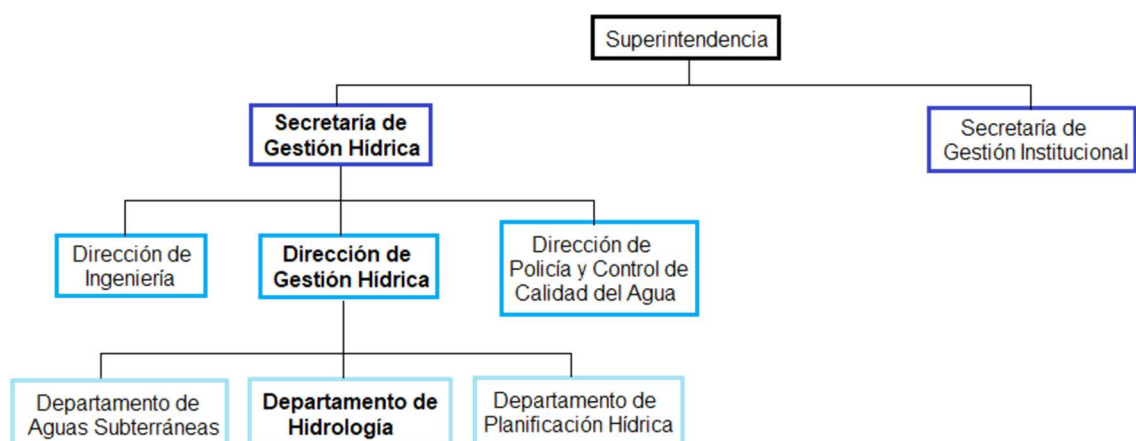 Superintendencia
Secretaría de
Gestión Hídrica
Secretaría de
Gestión Institucional
Dirección de
Ingeniería
Dirección de
Gestión Hídrica
Dirección de
Policía y Control de
Calidad del Agua
Departamento de
Aguas Subterráneas
Departamento de
Hidrología
Departamento de
Planificación Hídrica